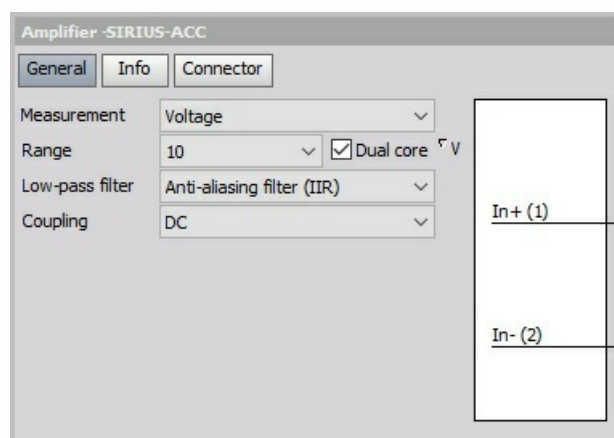 Amplifier -SIRIUS-ACC
General Info Connector
Measurement Voltage
Range 10 Dual core V
Low-pass filter Anti-aliasing filter (IIR)
Coupling DC
In+ (1)
In- (2)